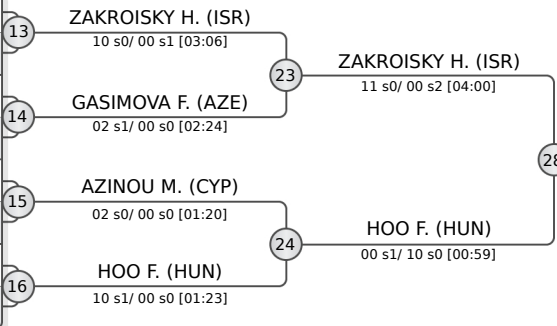 13
ZAKROISKY H. (ISR)
10 s0/ 00 s1 [03:06]
23
ZAKROISKY H. (ISR)
11 s0/ 00 s2 [04:00]
14
GASIMOVA F. (AZE)
02 s1/ 00 s0 [02:24]
28
15
AZINOU M. (CYP)
02 s0/ 00 s0 [01:20]
24
HOO F. (HUN)
00 s1/ 10 s0 [00:59]
16
HOO F. (HUN)
10 s1/ 00 s0 [01:23]